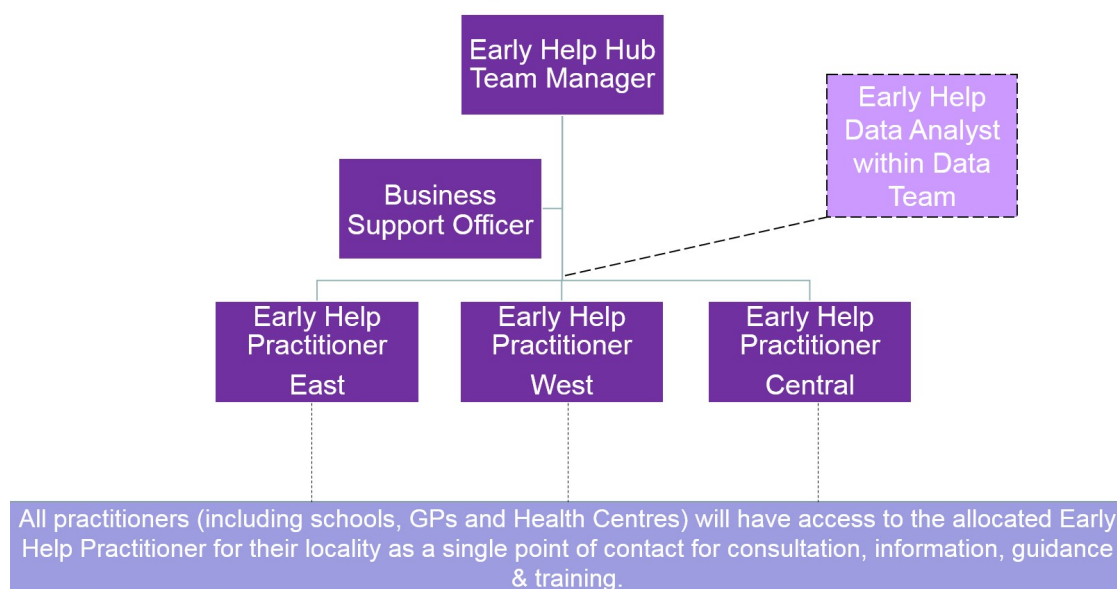 Early Help Hub
Team Manager
Early Help
Data Analyst
within Data
Team
Business
Support Officer
Early Help
Practitioner
East
Early Help
Practitioner
West
Early Help
Practitioner
Central
All practitioners (including schools, GPs and Health Centres) will have access to the allocated Early
Help Practitioner for their locality as a single point of contact for consultation, information, guidance
& training.